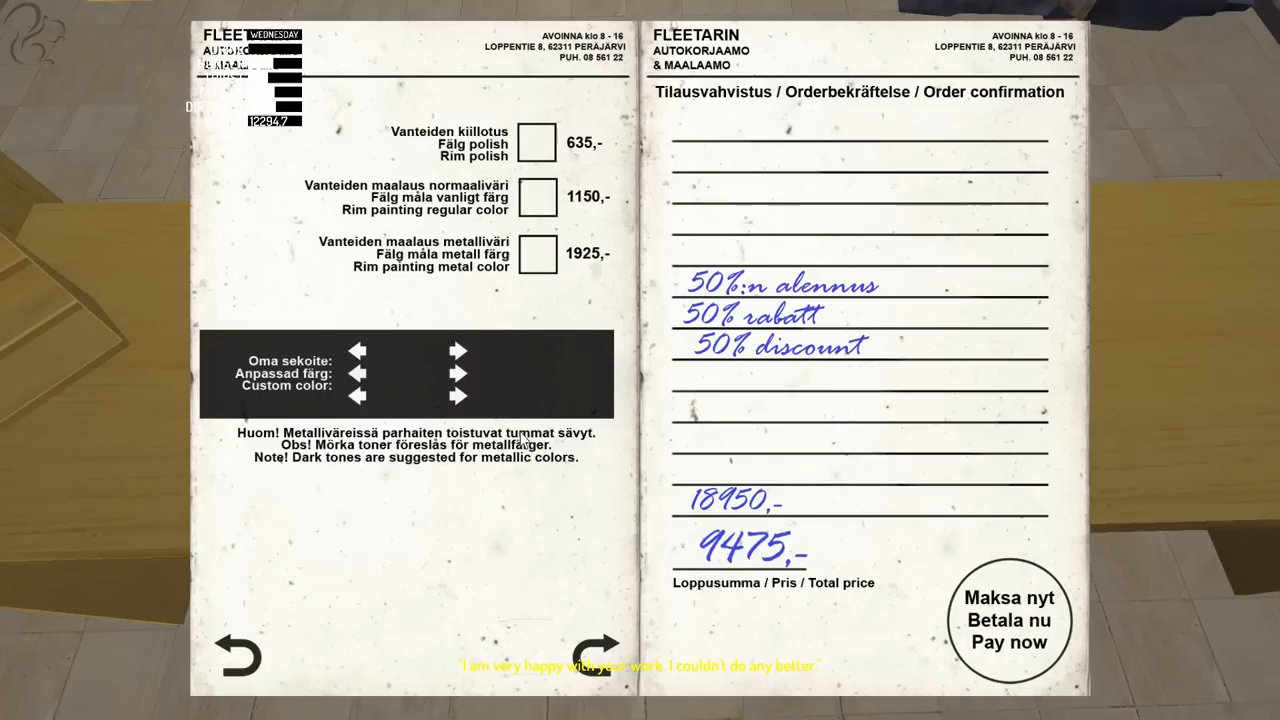 WEDNESDAY
12294.7
AVOINNA klo 8 - 16
LOPPENTIE 8, 62311 PERÄJÄRVI
PUH. 08 561 22
Vanteiden kiillotus
Fälg polish
Rim polish
635,-
Vanteiden maalaus normaaliväri
Fälg måla vanligt färg
Rim painting regular color
1150,-
Vanteiden maalaus metalliväri
Fälg måla metall färg
Rim painting metal color
1925,-
Oma sekoite:
Anpassad färg:
Custom color:
Huom! Metalliväreissä parhaiten toistuvat tummat sävyt.
Obs! Mörka toner föreslås för metallfärger.
Note! Dark tones are suggested for metallic colors.
FLEETARIN
AUTOKORJAAMO
& MAALAAMO
AVOINNA klo 8 - 16
LOPPENTIE 8, 62311 PERÄJÄRVI
PUH. 08 561 22
Tilausvahvistus / Orderbekräftelse / Order confirmation
50%:n alennus
50% rabatt
50% discount
18950,-
9475,-
Loppusumma / Pris / Total price
Maksa nyt
Betala nu
Pay now
"I am very happy with your work. I couldn't do any better."